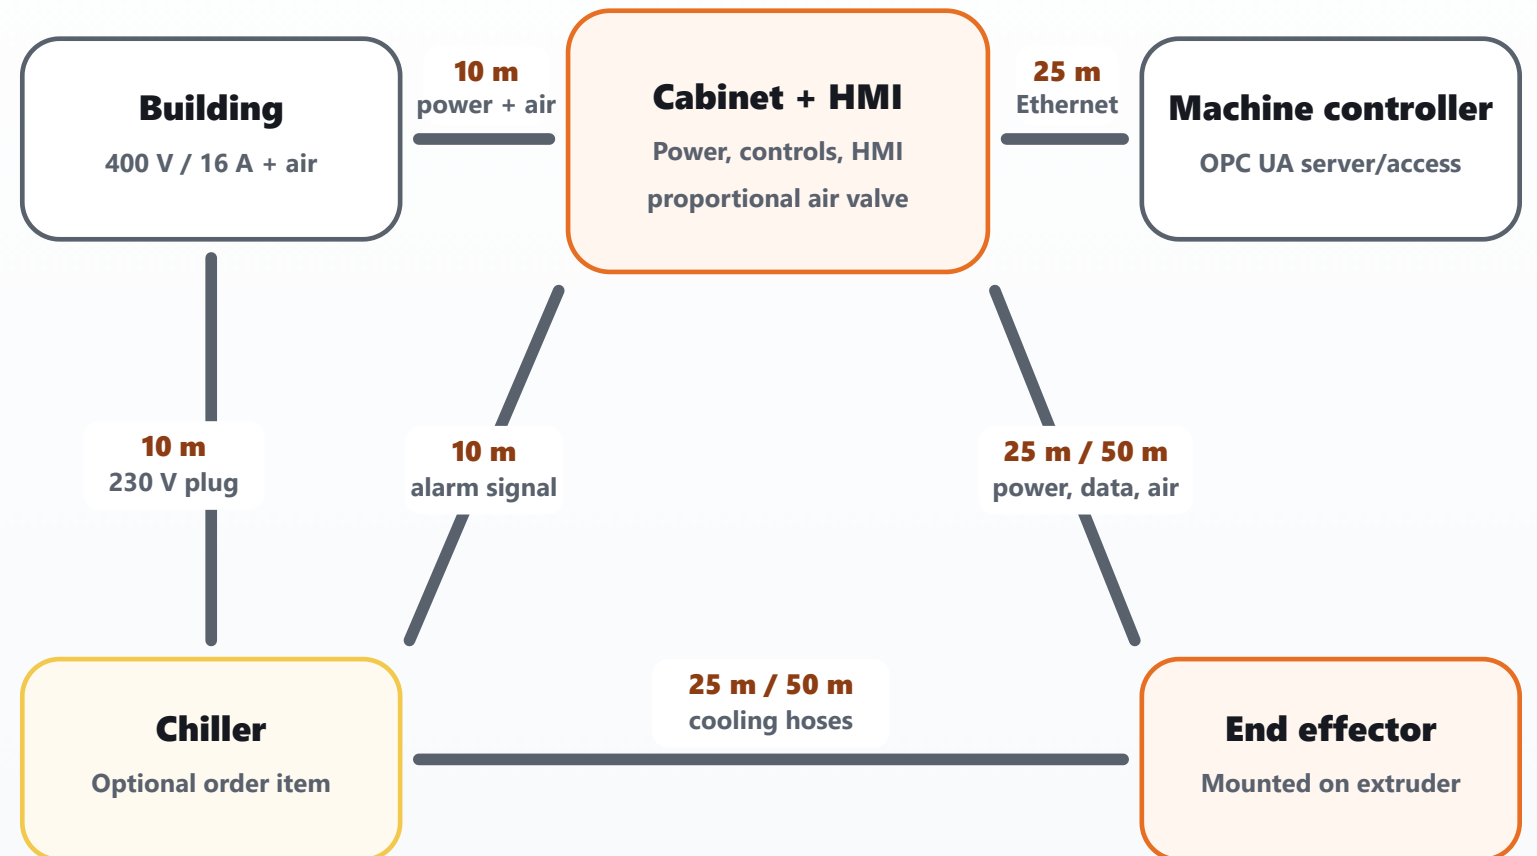 Building
400 V / 16 A + air
10 m
power + air
Cabinet + HMI
Power, controls, HMI
proportional air valve
25 m
Ethernet
Machine controller
OPC UA server/access
10 m
230 V plug
10 m
alarm signal
25 m / 50 m
power, data, air
Chiller
Optional order item
25 m / 50 m
cooling hoses
End effector
Mounted on extruder